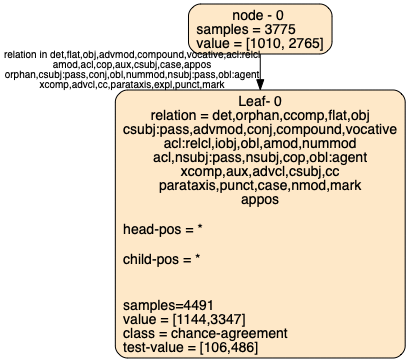 node - 0
samples = 3775
value = [1010, 2765]
relation in det,flat,obj,advmod,compound,vocative,acl:relcl
amod,acl,cop,aux,csubj,case,appos
orphan,csubj:pass,conj,obl,nummod,nsubj:pass,obl:agent
xcomp,advcl,cc,parataxis,expl,punct,mark
Leaf- 0
relation = det,orphan,ccomp,flat,obj
csubj:pass,advmod,conj,compound,vocative
acl:relcl,iobj,obl,amod,nummod
acl,nsubj:pass,nsubj,cop,obl:agent
xcomp,aux,advcl,csubj,cc
parataxis,punct,case,nmod,mark
appos
head-pos = *
child-pos = *
samples=4491
value = [1144,3347]
class = chance-agreement
test-value = [106,486]